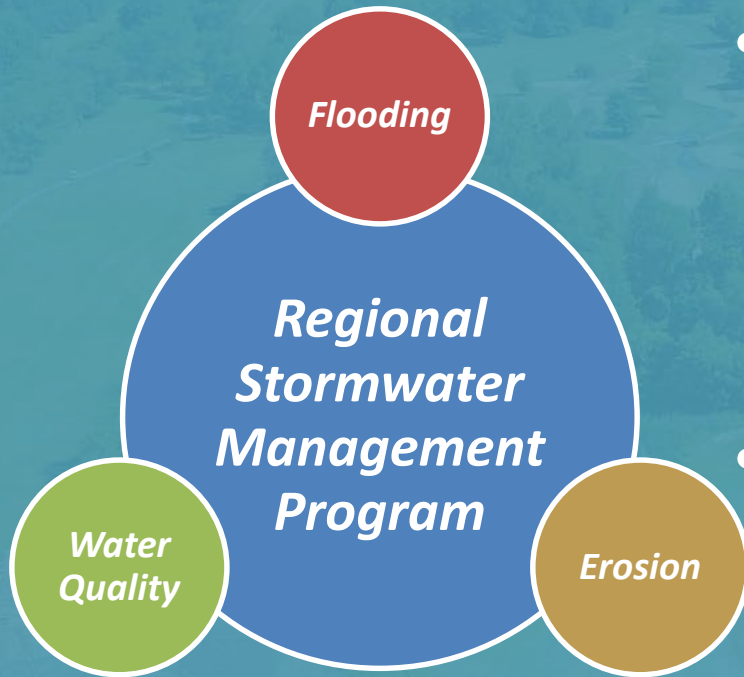 Flooding
Regional
Stormwater
Management
Program
Water
Quality
Erosion